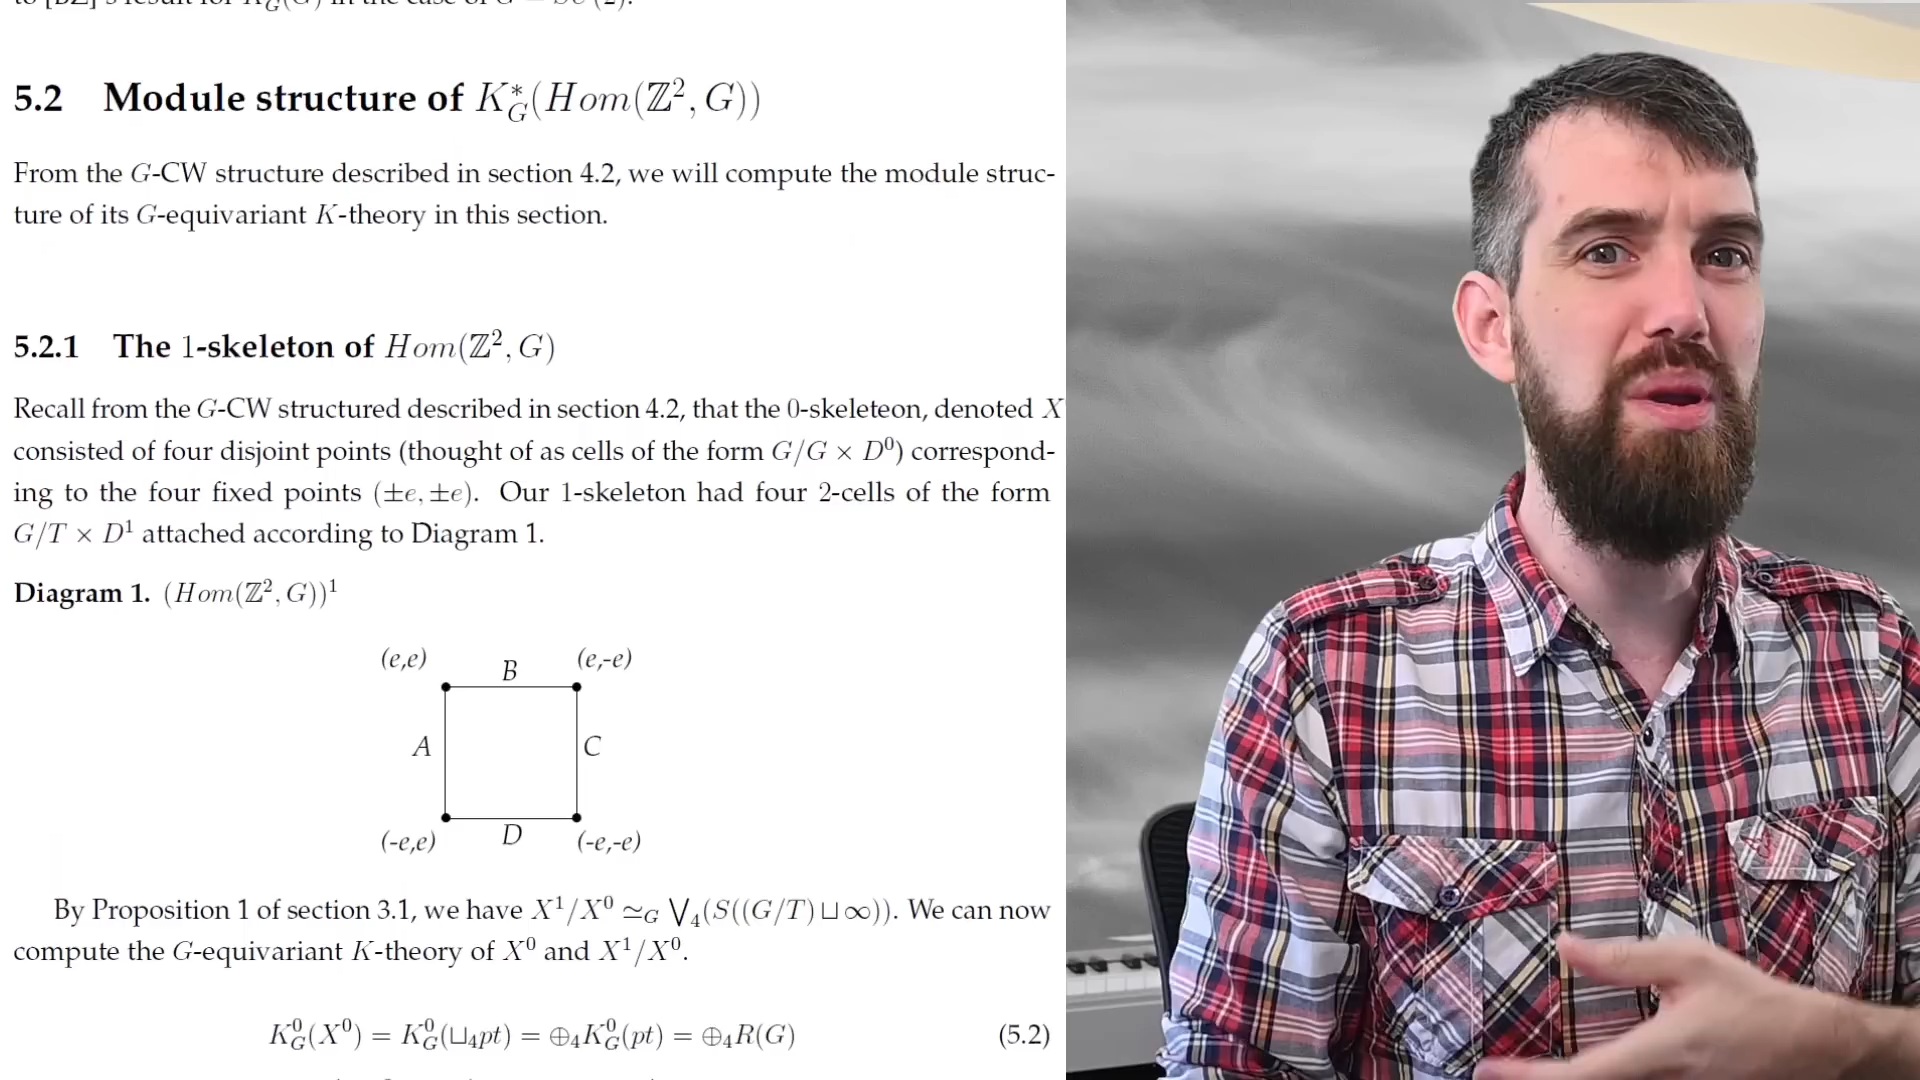 5.2 Module structure of $K_G^*(Hom(\mathbb{Z}^2, G))$
From the G-CW structure described in section 4.2, we will compute the module struc-
ture of its G-equivariant K-theory in this section.
5.2.1 The 1-skeleton of $Hom(\mathbb{Z}^2, G)$
Recall from the G-CW structured described in section 4.2, that the 0-skeleteon, denoted X
consisted of four disjoint points (thought of as cells of the form $G/G \times D^0$) correspond-
ing to the four fixed points $(\pm e, \pm e)$. Our 1-skeleton had four 2-cells of the form
$G/T \times D^1$ attached according to Diagram 1.
Diagram 1. $(Hom(\mathbb{Z}^2, G))^1$
(e,e) B (e,-e)
A C
(-e,e) D (-e,-e)
By Proposition 1 of section 3.1, we have $X^1/X^0 \simeq_G \bigvee_4(S((G/T) \sqcup \infty))$. We can now
compute the G-equivariant K-theory of $X^0$ and $X^1/X^0$.
$K_G^0(X^0) = K_G^0(\sqcup_4 pt) = \oplus_4 K_G^0(pt) = \oplus_4 R(G)$ (5.2)